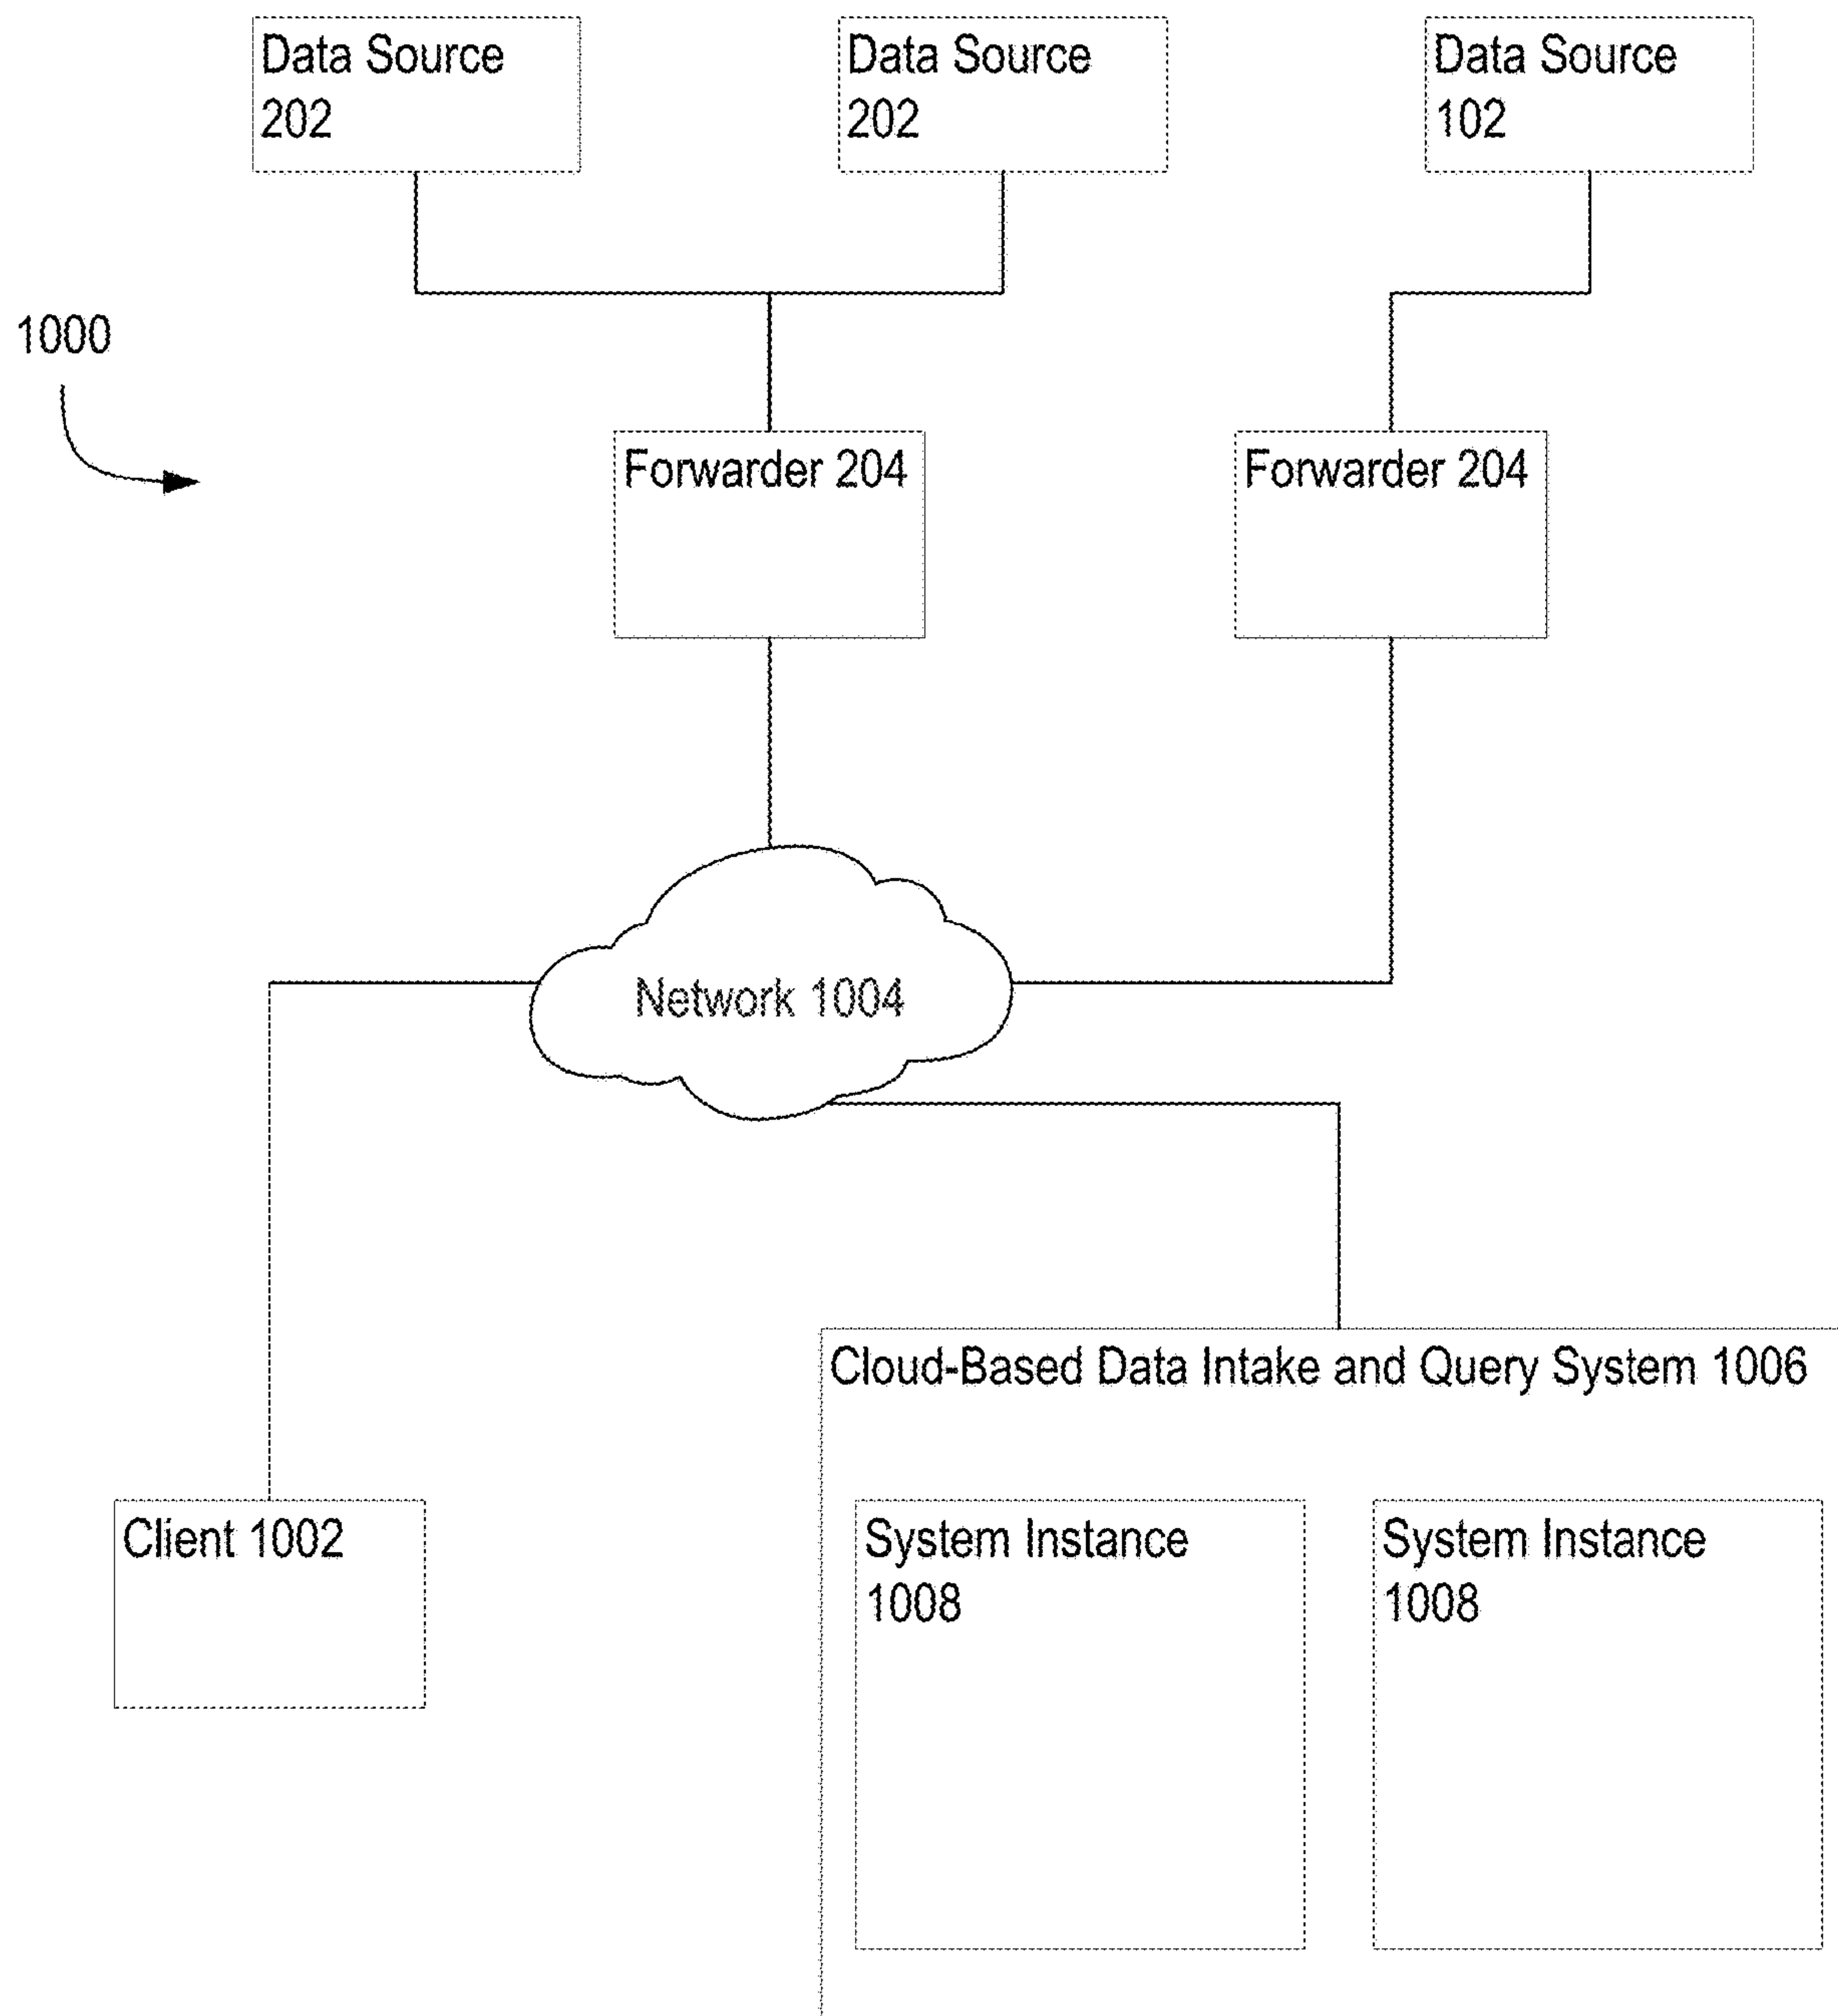 Data Source
202
Data Source
202
Data Source
102
1000
Forwarder 204
Forwarder 204
Network 1004
Cloud-Based Data Intake and Query System 1006
Client 1002
System Instance
1008
System Instance
1008